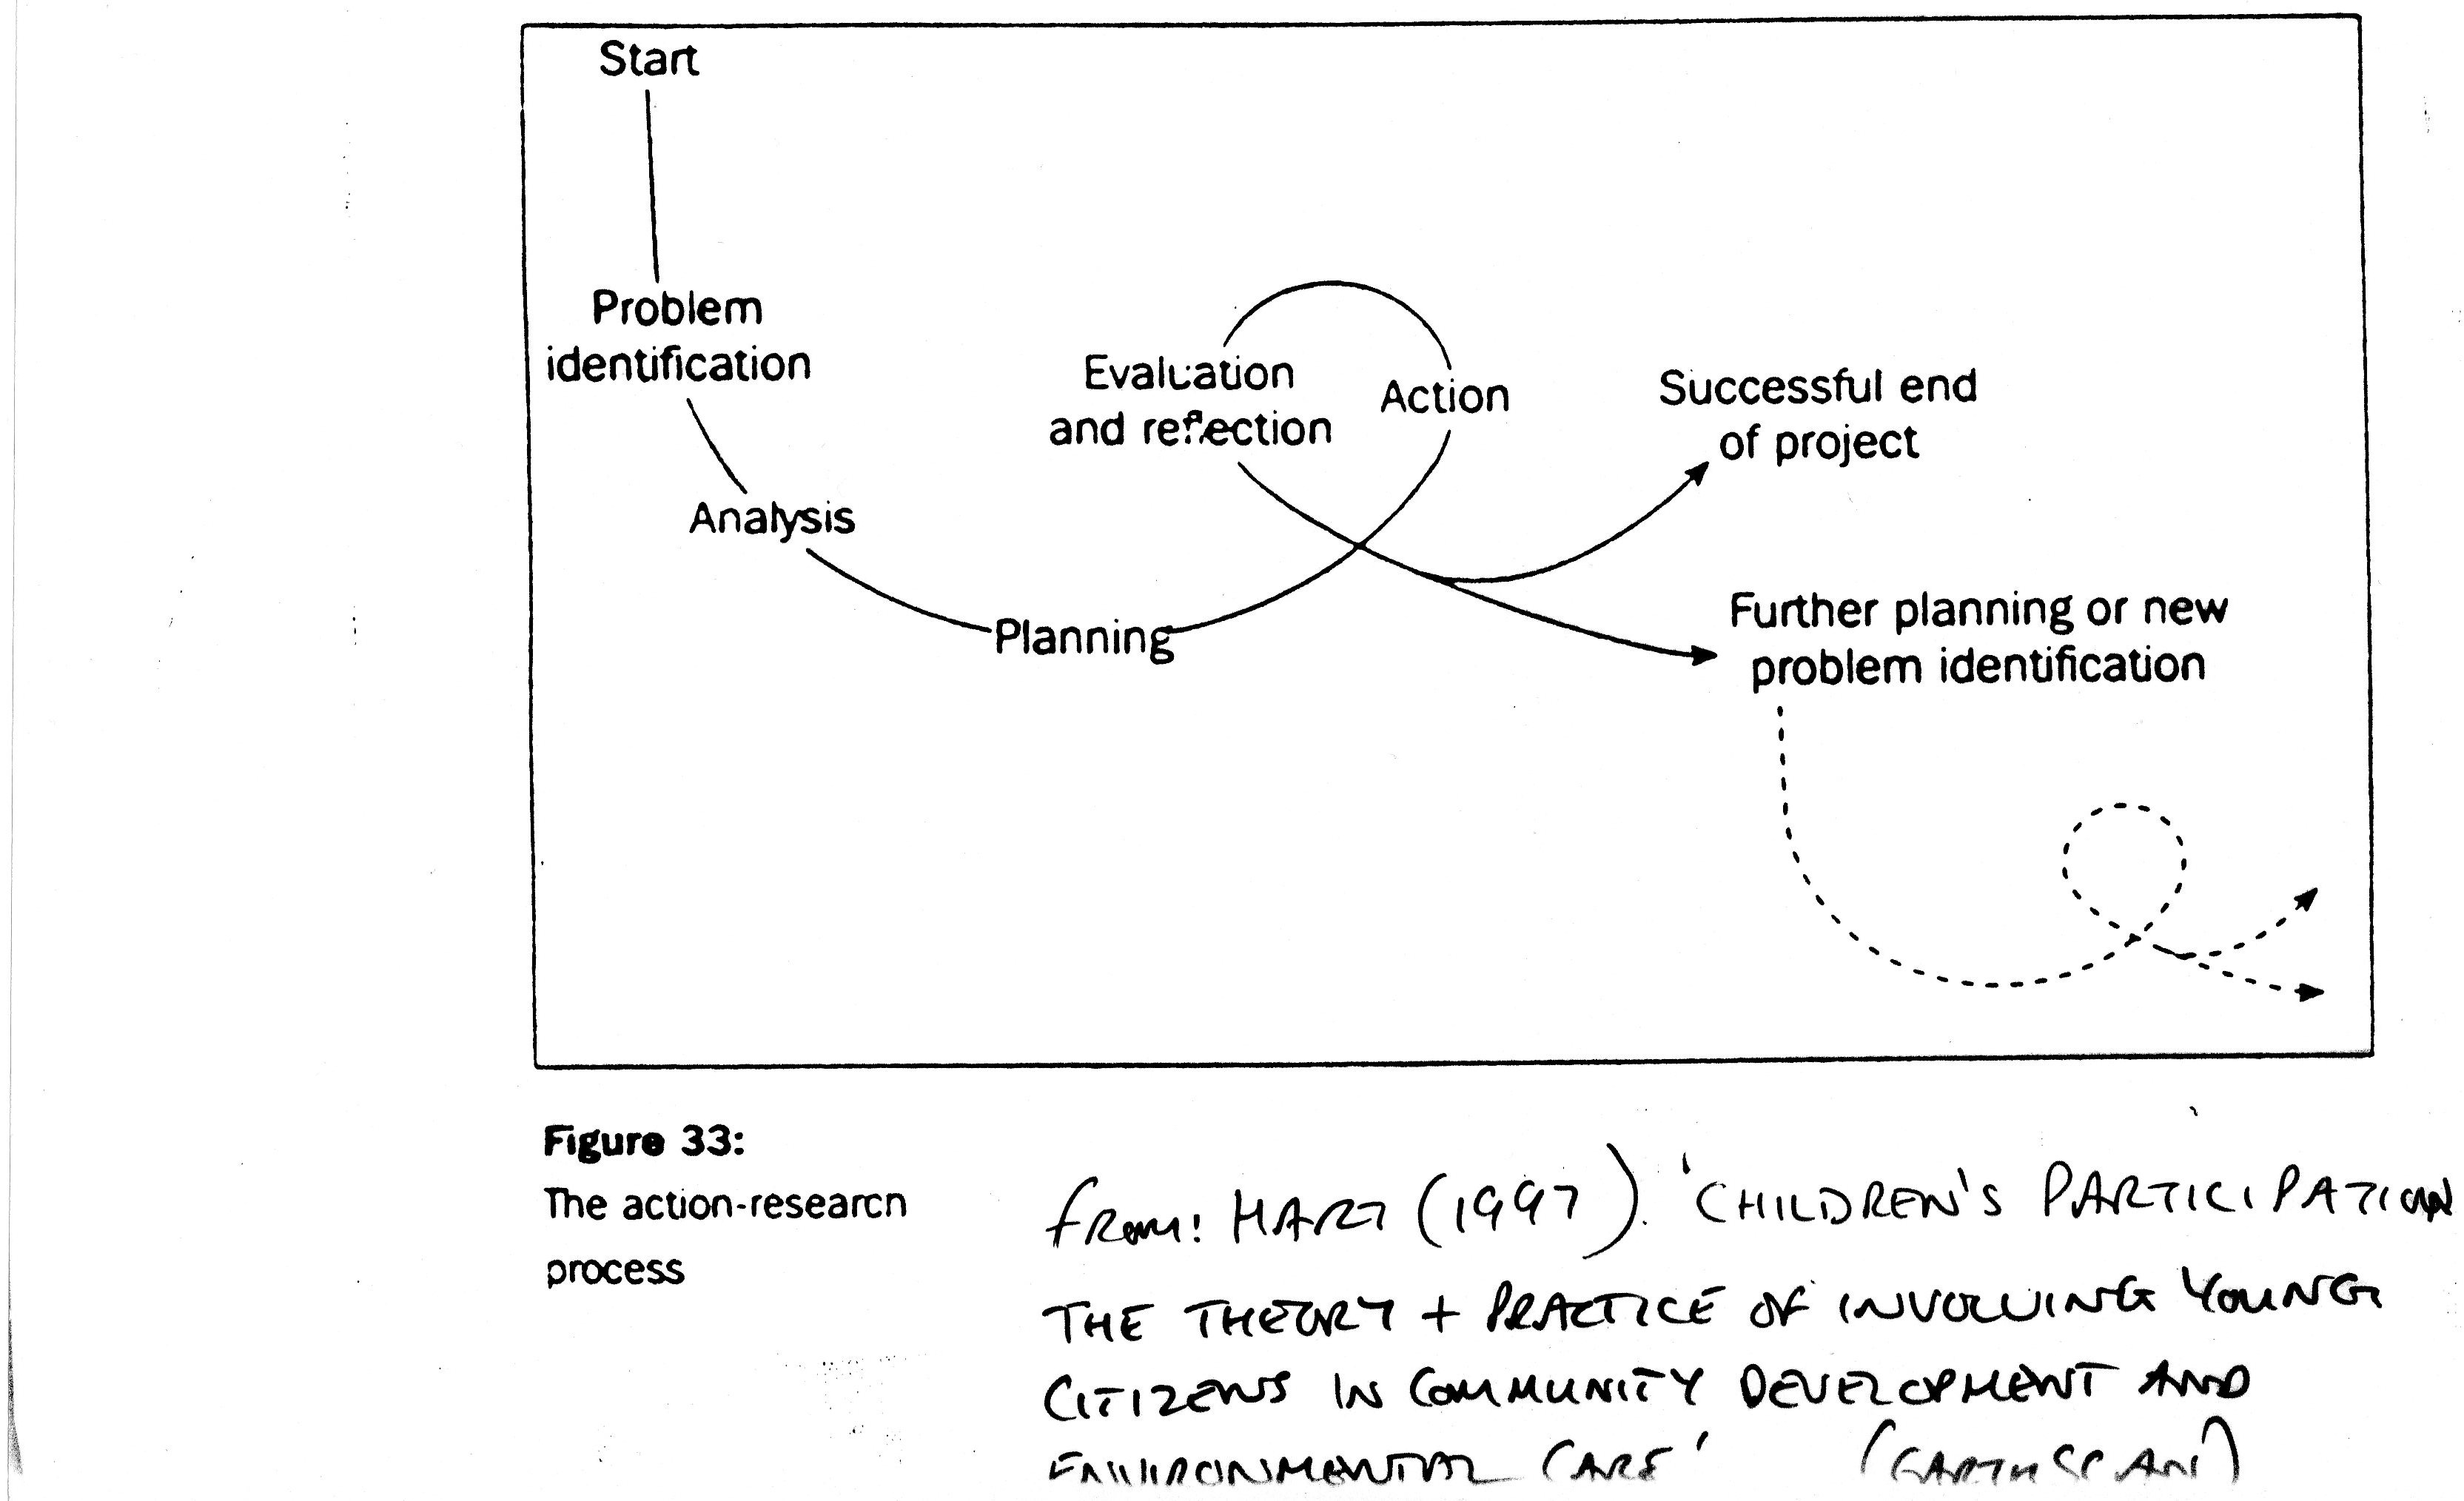 Start
Problem
identification
Analysis
Planning
Evaluation
and reflection
Action
Successful end
of project
Further planning or new
problem identification
Figure 33:
The action-research
process
from: HART (1997). 'CHILDREN'S PARTICIPATION
THE THEORY + PRACTICE OF INVOLVING YOUNG
CITIZENS IN COMMUNITY DEVELOPMENT AND
ENVIRONMENTAL CARE' (EARTHSCAN)